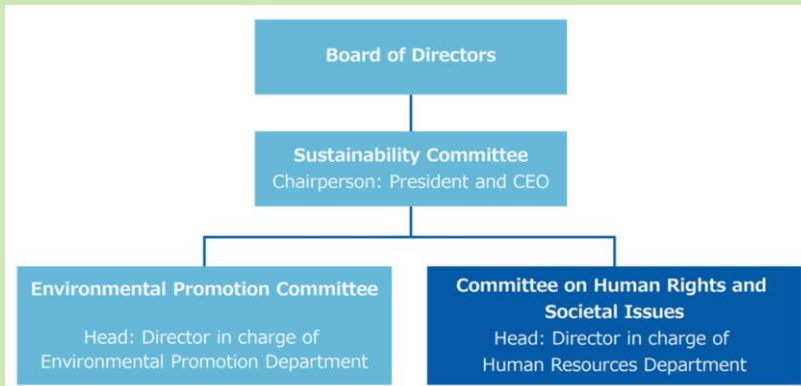 Board of Directors
Sustainability Committee
Chairperson: President and CEO
Environmental Promotion Committee
Head: Director in charge of
Environmental Promotion Department
Committee on Human Rights and
Societal Issues
Head: Director in charge of
Human Resources Department